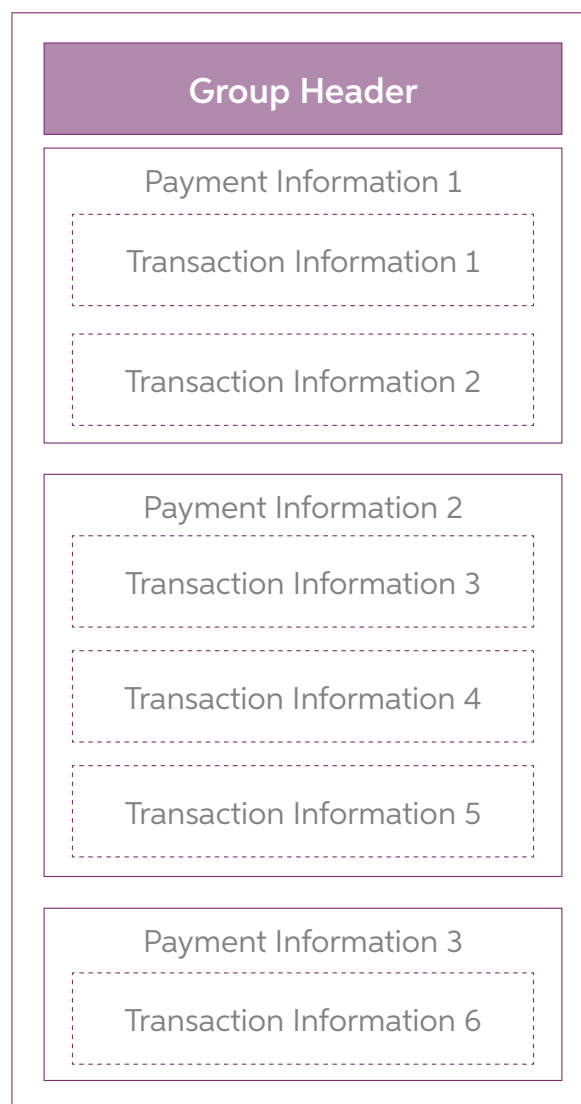 Group Header
Payment Information 1
Transaction Information 1
Transaction Information 2
Payment Information 2
Transaction Information 3
Transaction Information 4
Transaction Information 5
Payment Information 3
Transaction Information 6